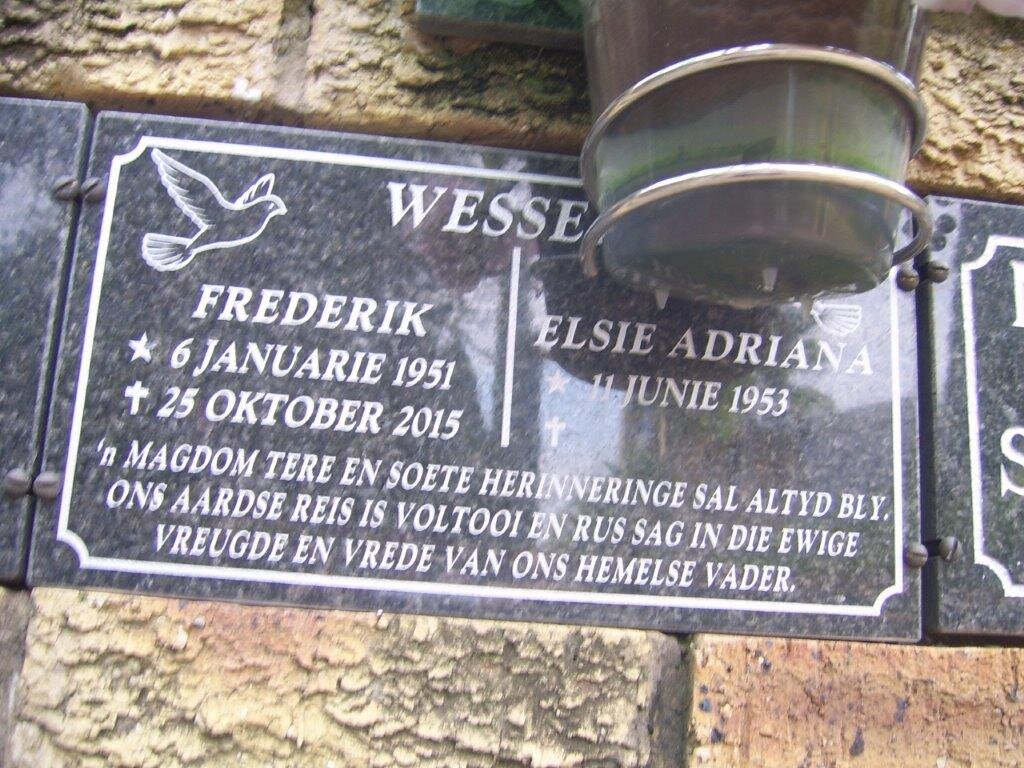 WESSE
FREDERIK
★ 6 JANUARIE 1951
✝ 25 OKTOBER 2015
ELSIE ADRIANA
★ 11 JUNIE 1953
✝
'n MAGDOM TERE EN SOETE HERINNERINGE SAL ALTYD BLY.
ONS AARDSE REIS IS VOLTOOI EN RUS SAG IN DIE EWIGE
VREUGDE EN VREDE VAN ONS HEMELSE VADER.